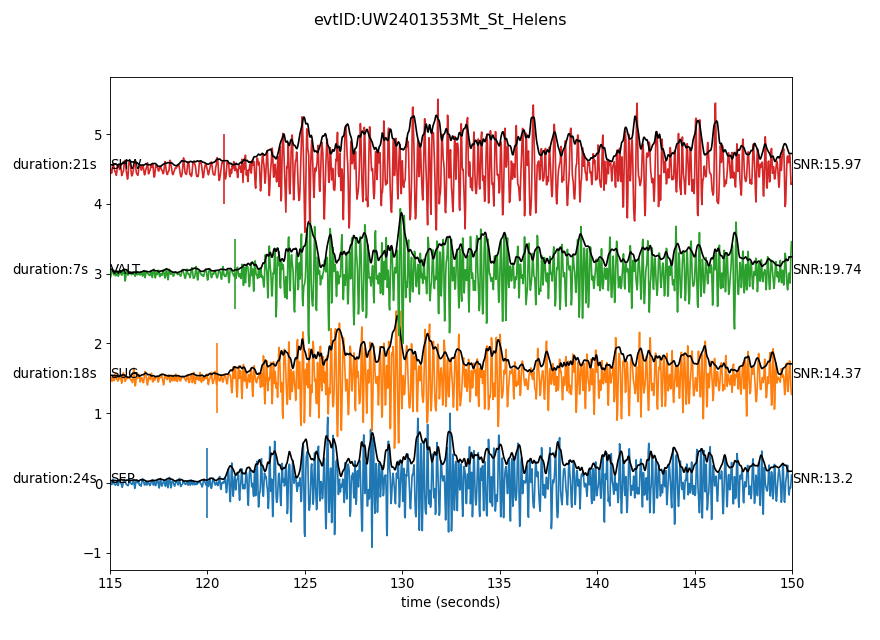 evtID:UW2401353Mt_St_Helens
5
duration:21s SHW SNR:15.97
4
duration:7s VALT SNR:19.74
3
2
duration:18s SUG SNR:14.37
1
duration:24s SEP SNR:13.2
0
−1
115 120 125 130 135 140 145 150
time (seconds)